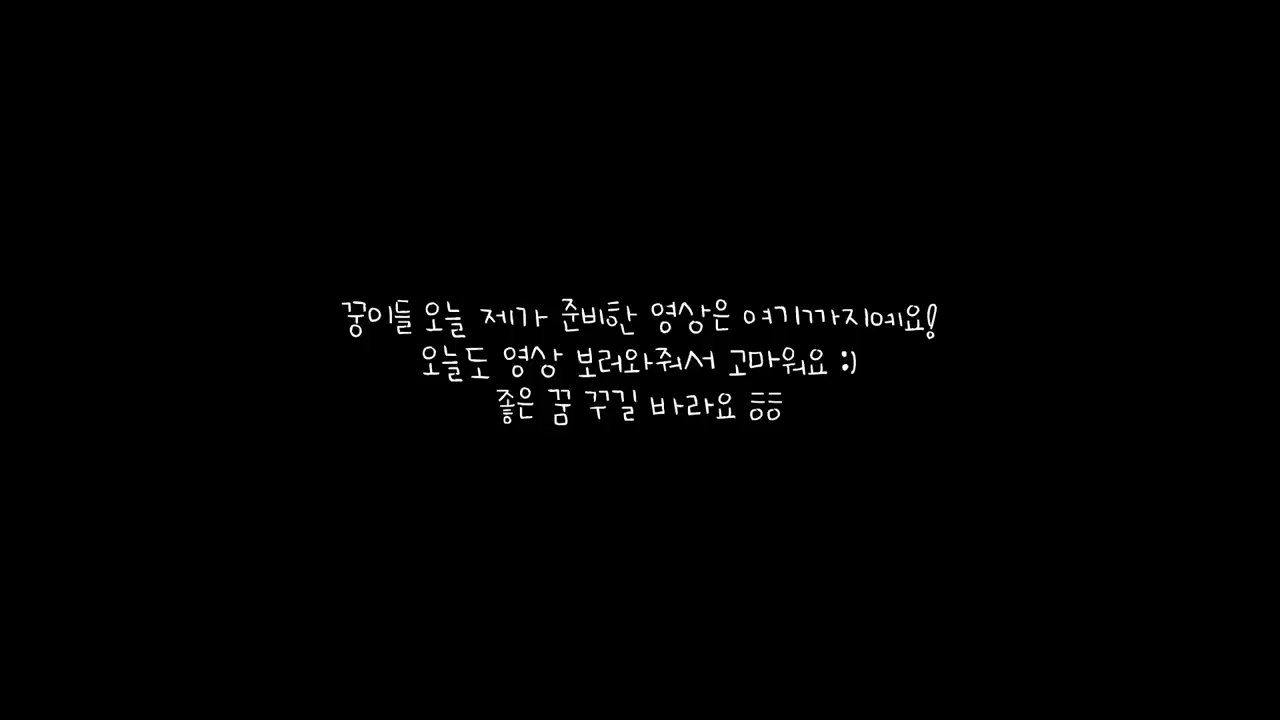 꿍이들 오늘 제가 준비한 영상은 여기까지예요!
오늘도 영상 보러와줘서 고마워요 :)
좋은 꿈 꾸길 바라요 ㅎㅎ